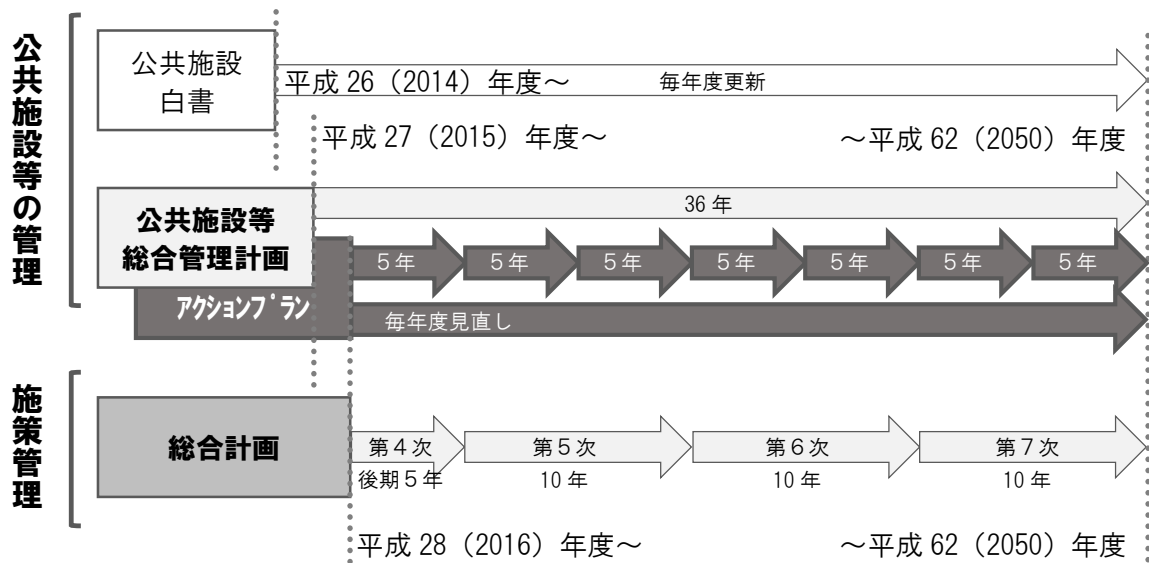 公共施設等の管理
公共施設
白書
平成 26（2014）年度～
毎年度更新
平成 27（2015）年度～
～平成 62（2050）年度
公共施設等
総合管理計画
36 年
5 年
5 年
5 年
5 年
5 年
5 年
5 年
アクションプラン
毎年度見直し
施策管理
総合計画
第４次
後期５年
第５次
10 年
第６次
10 年
第７次
10 年
平成 28（2016）年度～
～平成 62（2050）年度